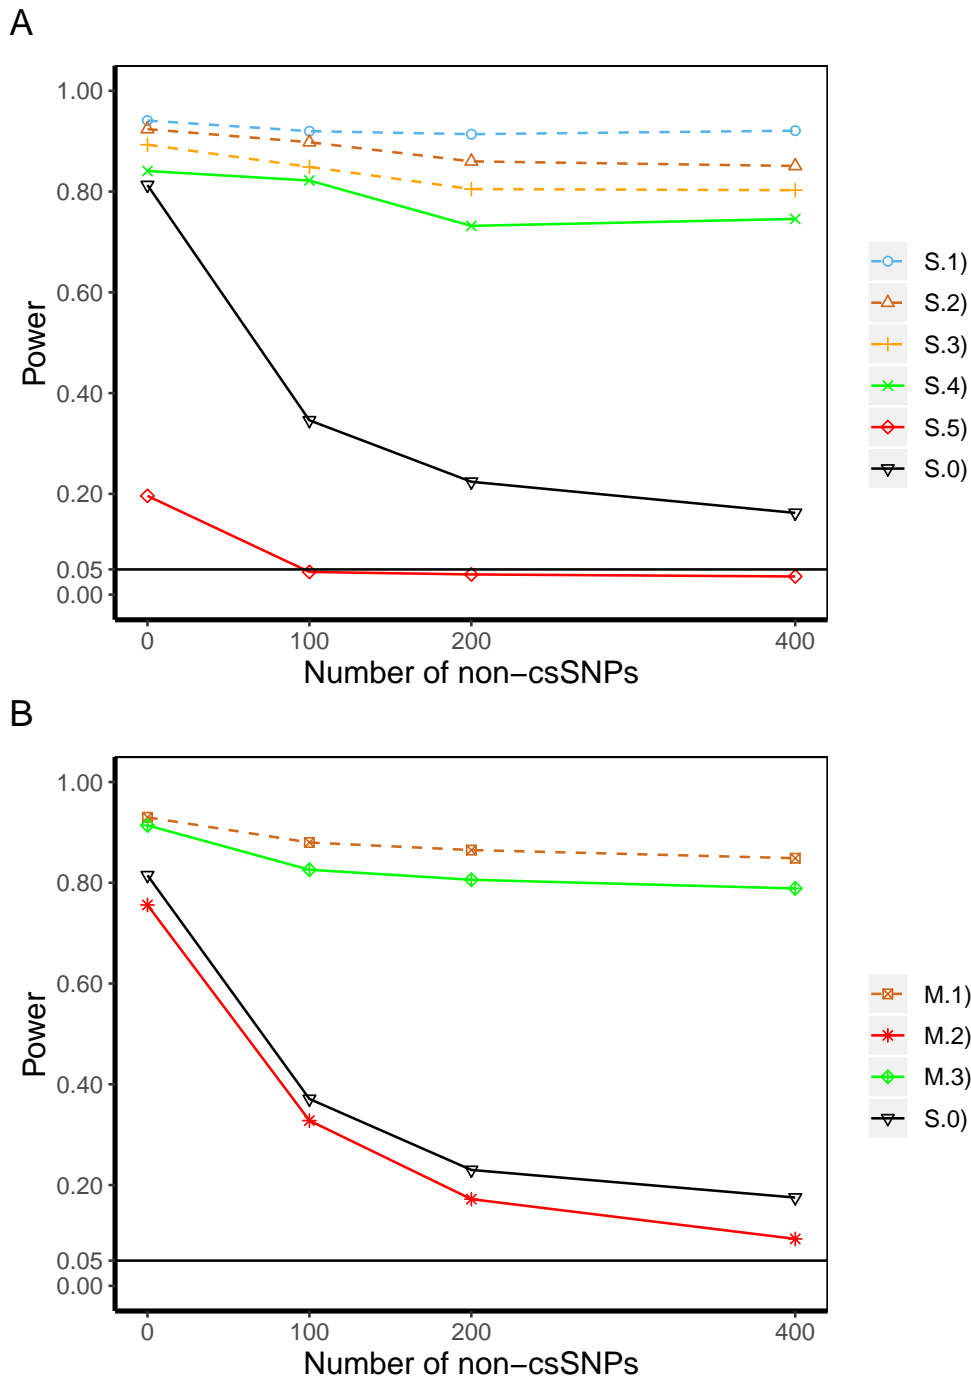 A
1.00
0.80
0.60
0.40
0.20
0.05
0.00
Power
0 100 200 400
Number of non−csSNPs
S.1)
S.2)
S.3)
S.4)
S.5)
S.0)
B
1.00
0.80
0.60
0.40
0.20
0.05
0.00
Power
0 100 200 400
Number of non−csSNPs
M.1)
M.2)
M.3)
S.0)